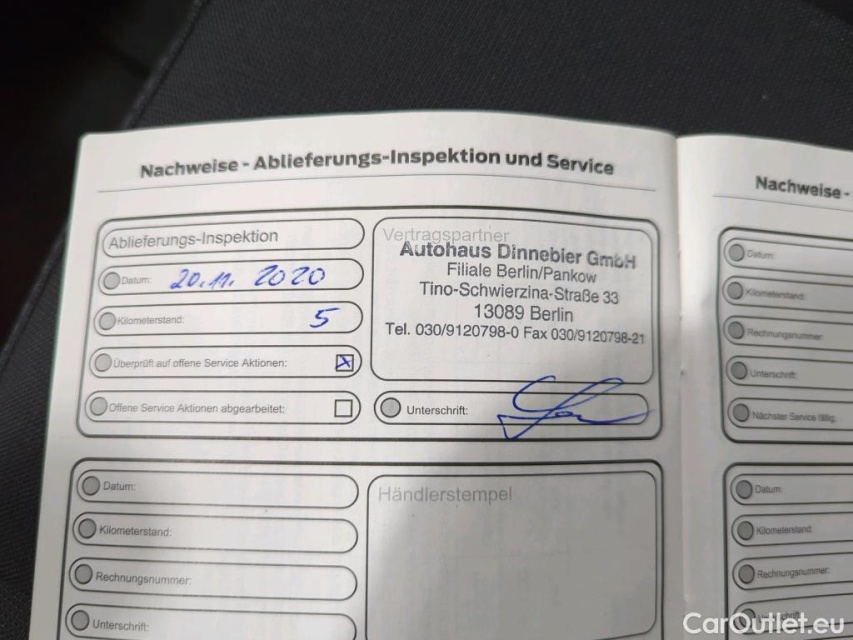 Nachweise - Ablieferungs-Inspektion und Service
Ablieferungs-Inspektion
Datum: 20.11. 2020
Kilometerstand: 5
Überprüft auf offene Service Aktionen:
Offene Service Aktionen abgearbeitet:
Vertragspartner
Autohaus Dinnebier GmbH
Filiale Berlin/Pankow
Tino-Schwierzina-Straße 33
13089 Berlin
Tel. 030/9120798-0 Fax 030/9120798-21
Unterschrift:
Datum:
Kilometerstand:
Rechnungsnummer:
Unterschrift:
Händlerstempel
Nachweise -
Datum:
Kilometerstand:
Rechnungsnummer:
Unterschrift:
Nächster Service fällig:
Datum:
Kilometerstand:
Rechnungsnummer:
CarOutlet.eu